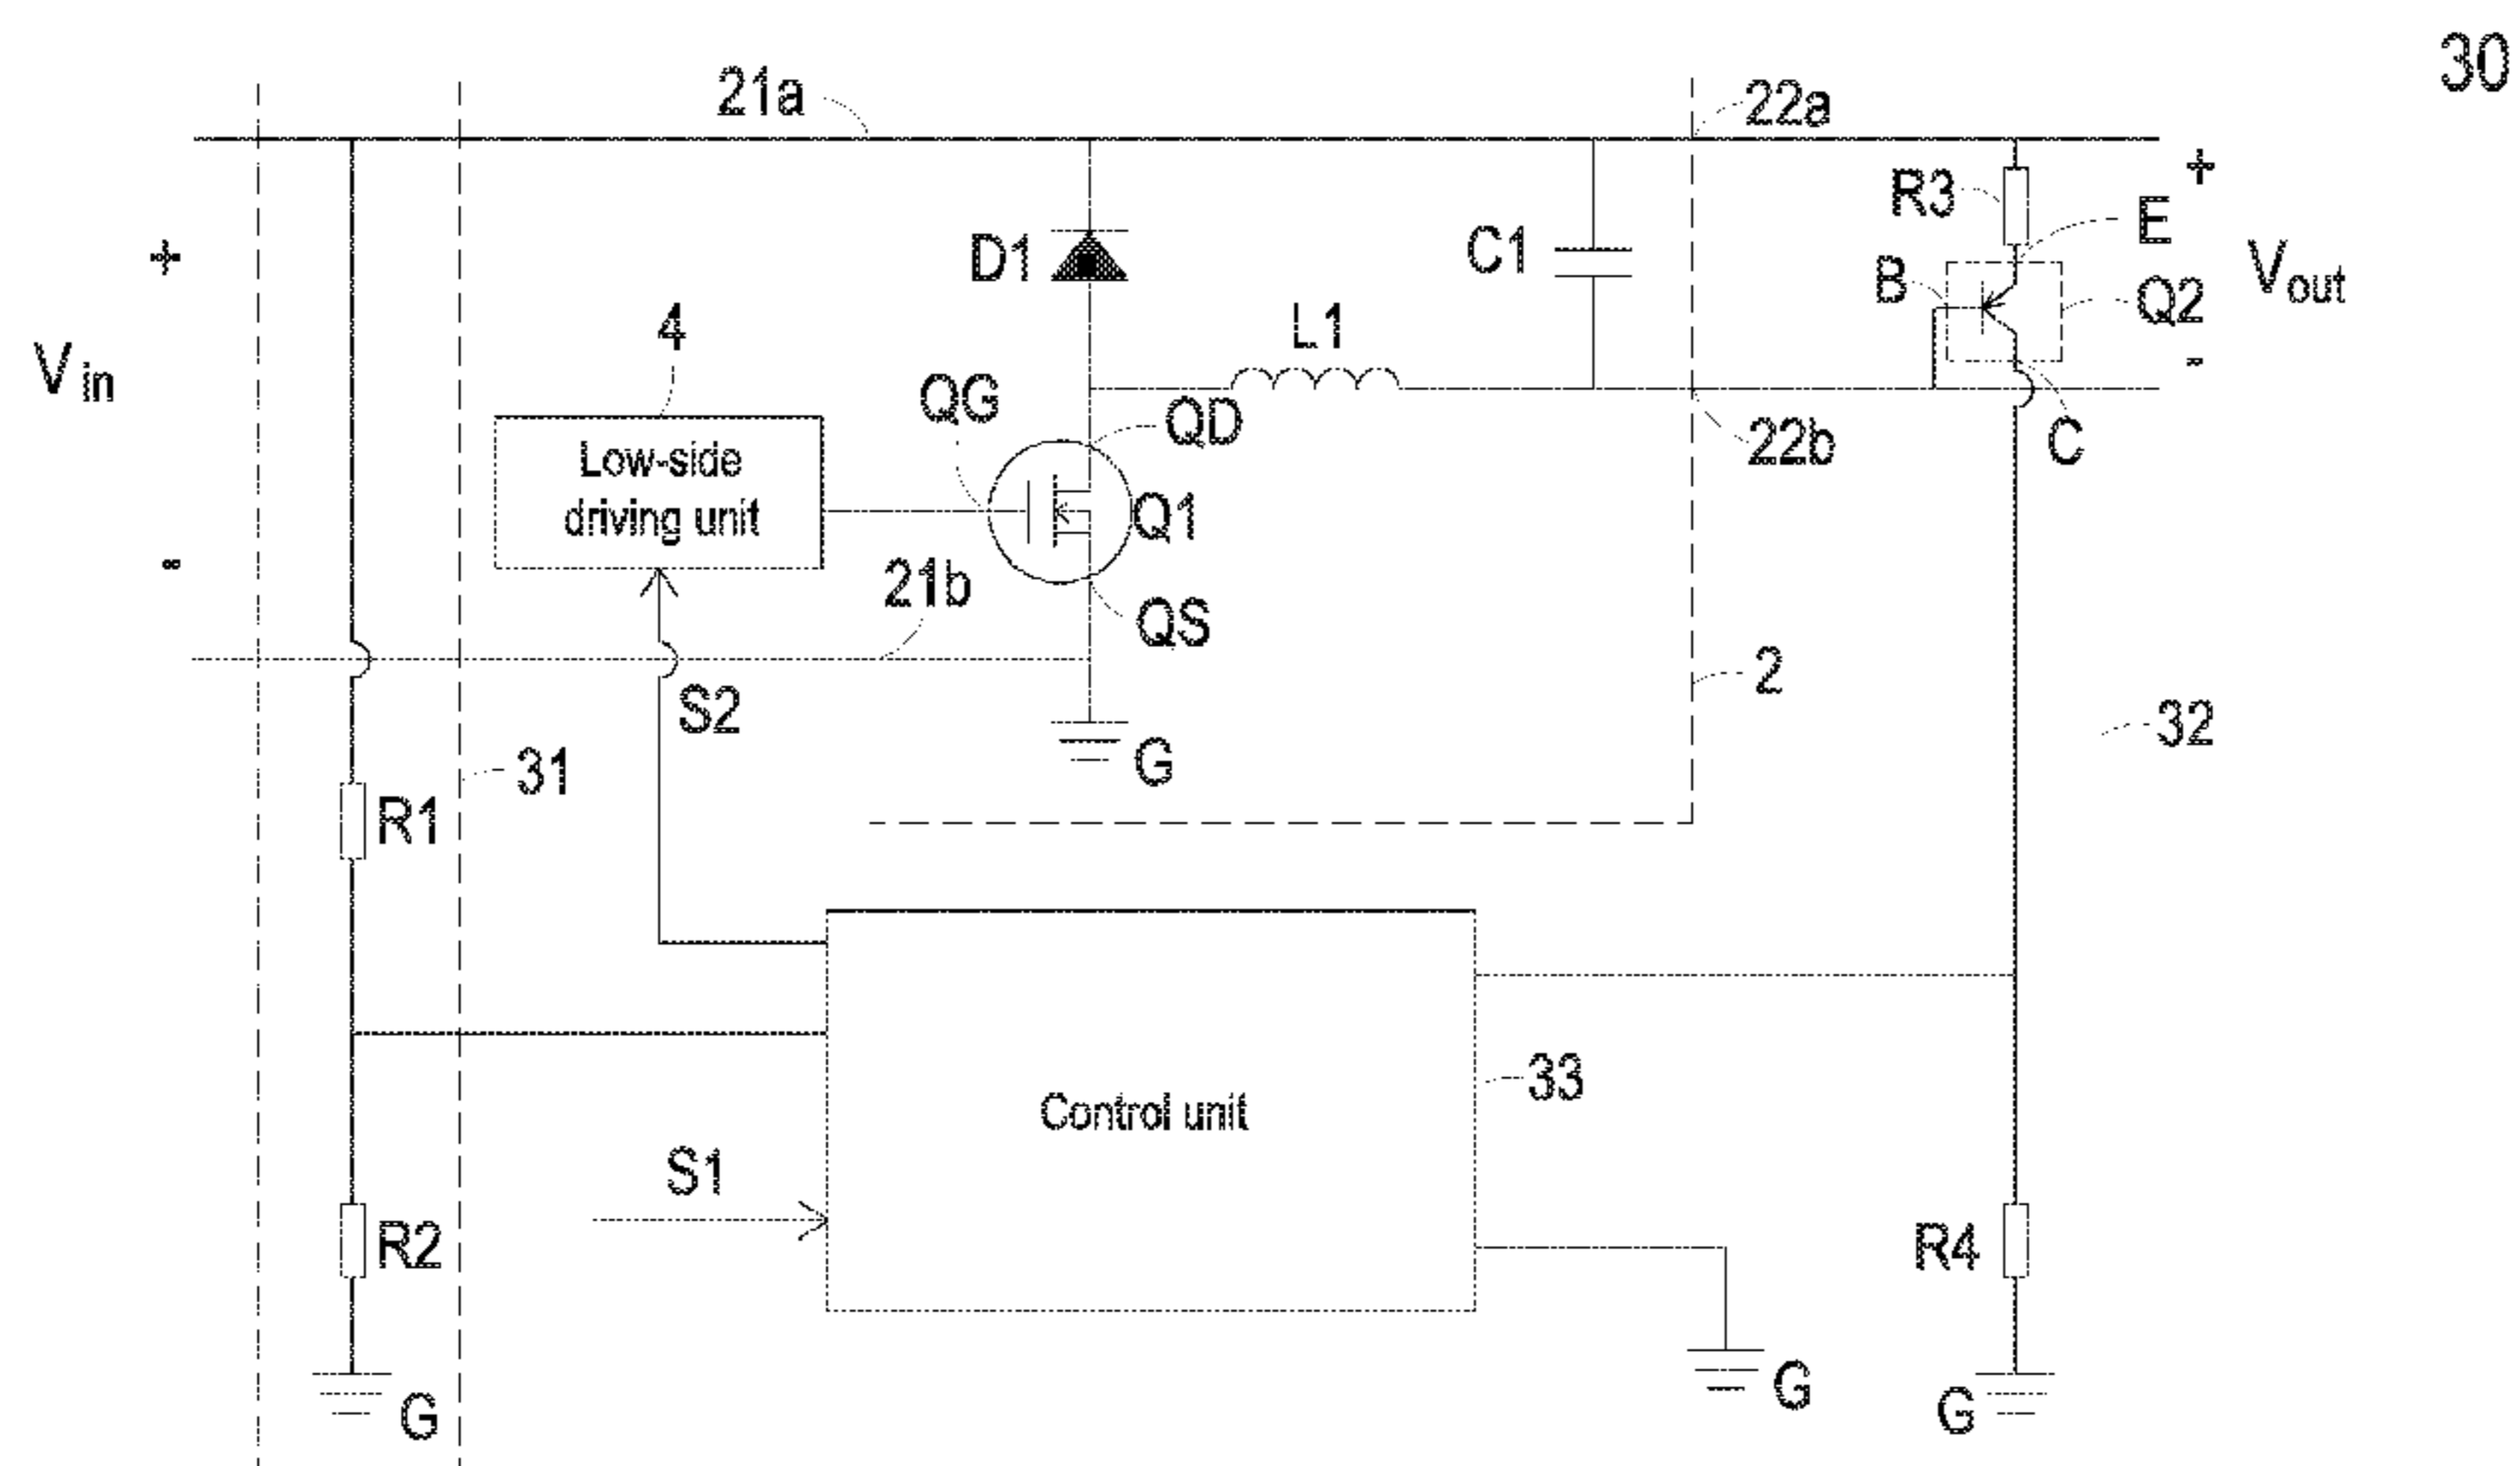 30
21a
22a
+
R3
E
+
D1
C1
B
Q2
Vout
4
L1
Vin
QG
QD
-
Low-side
driving unit
22b
C
Q1
-
21b
QS
2
S2
32
G
31
R1
Control unit
33
S1
R2
R4
G
G
G